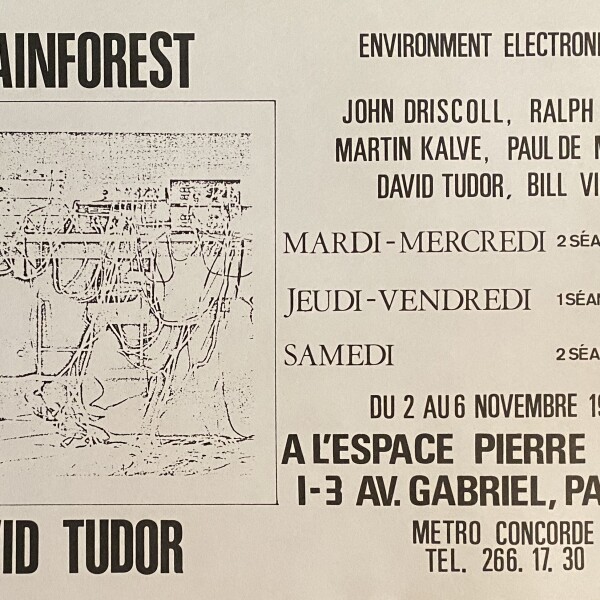 AINFOREST
ENVIRONMENT ELECTRONI
JOHN DRISCOLL, RALPH
MARTIN KALVE, PAUL DE M
DAVID TUDOR, BILL VI
MARDI-MERCREDI 2 SÉA
JEUDI-VENDREDI 1 SÉAN
SAMEDI 2 SÉA
DU 2 AU 6 NOVEMBRE 19
A L'ESPACE PIERRE
1-3 AV. GABRIEL, PA
METRO CONCORDE
TEL. 266. 17. 30
VID TUDOR